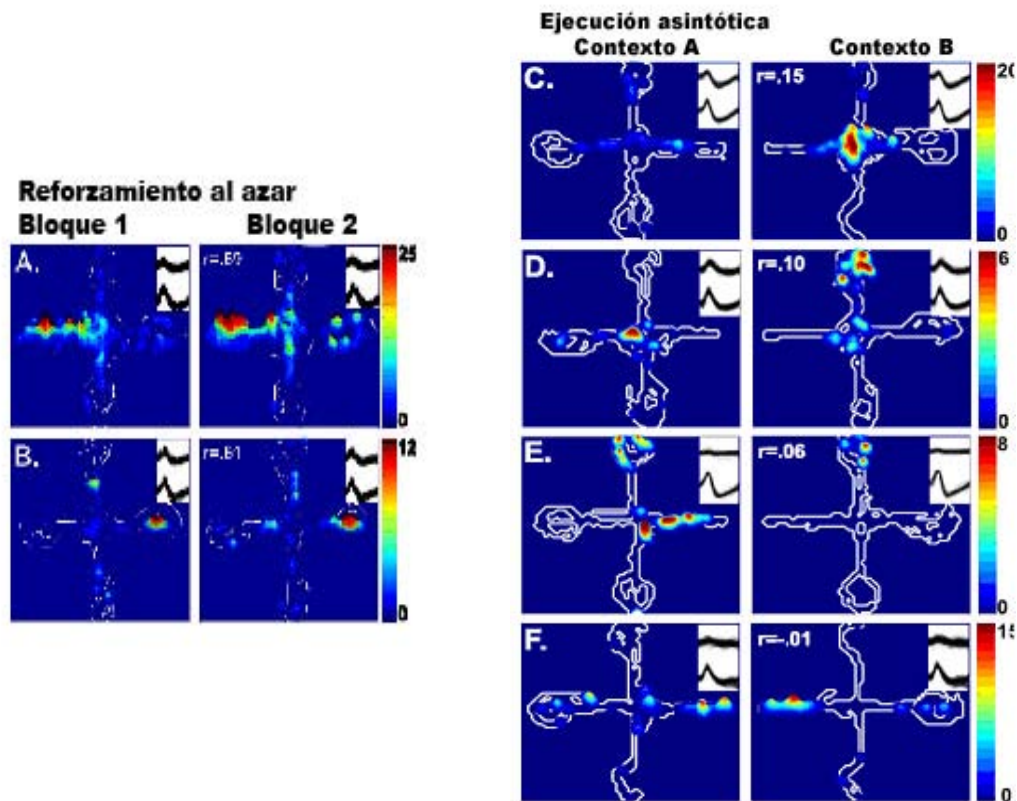 Ejecución asintótica
Contexto A Contexto B
C. r=.15 20
0
D. r=.10 6
0
E. r=.06 8
0
F. r=-.01 15
0
Reforzamiento al azar
Bloque 1 Bloque 2
A. 25
0
B. r=.81 12
0